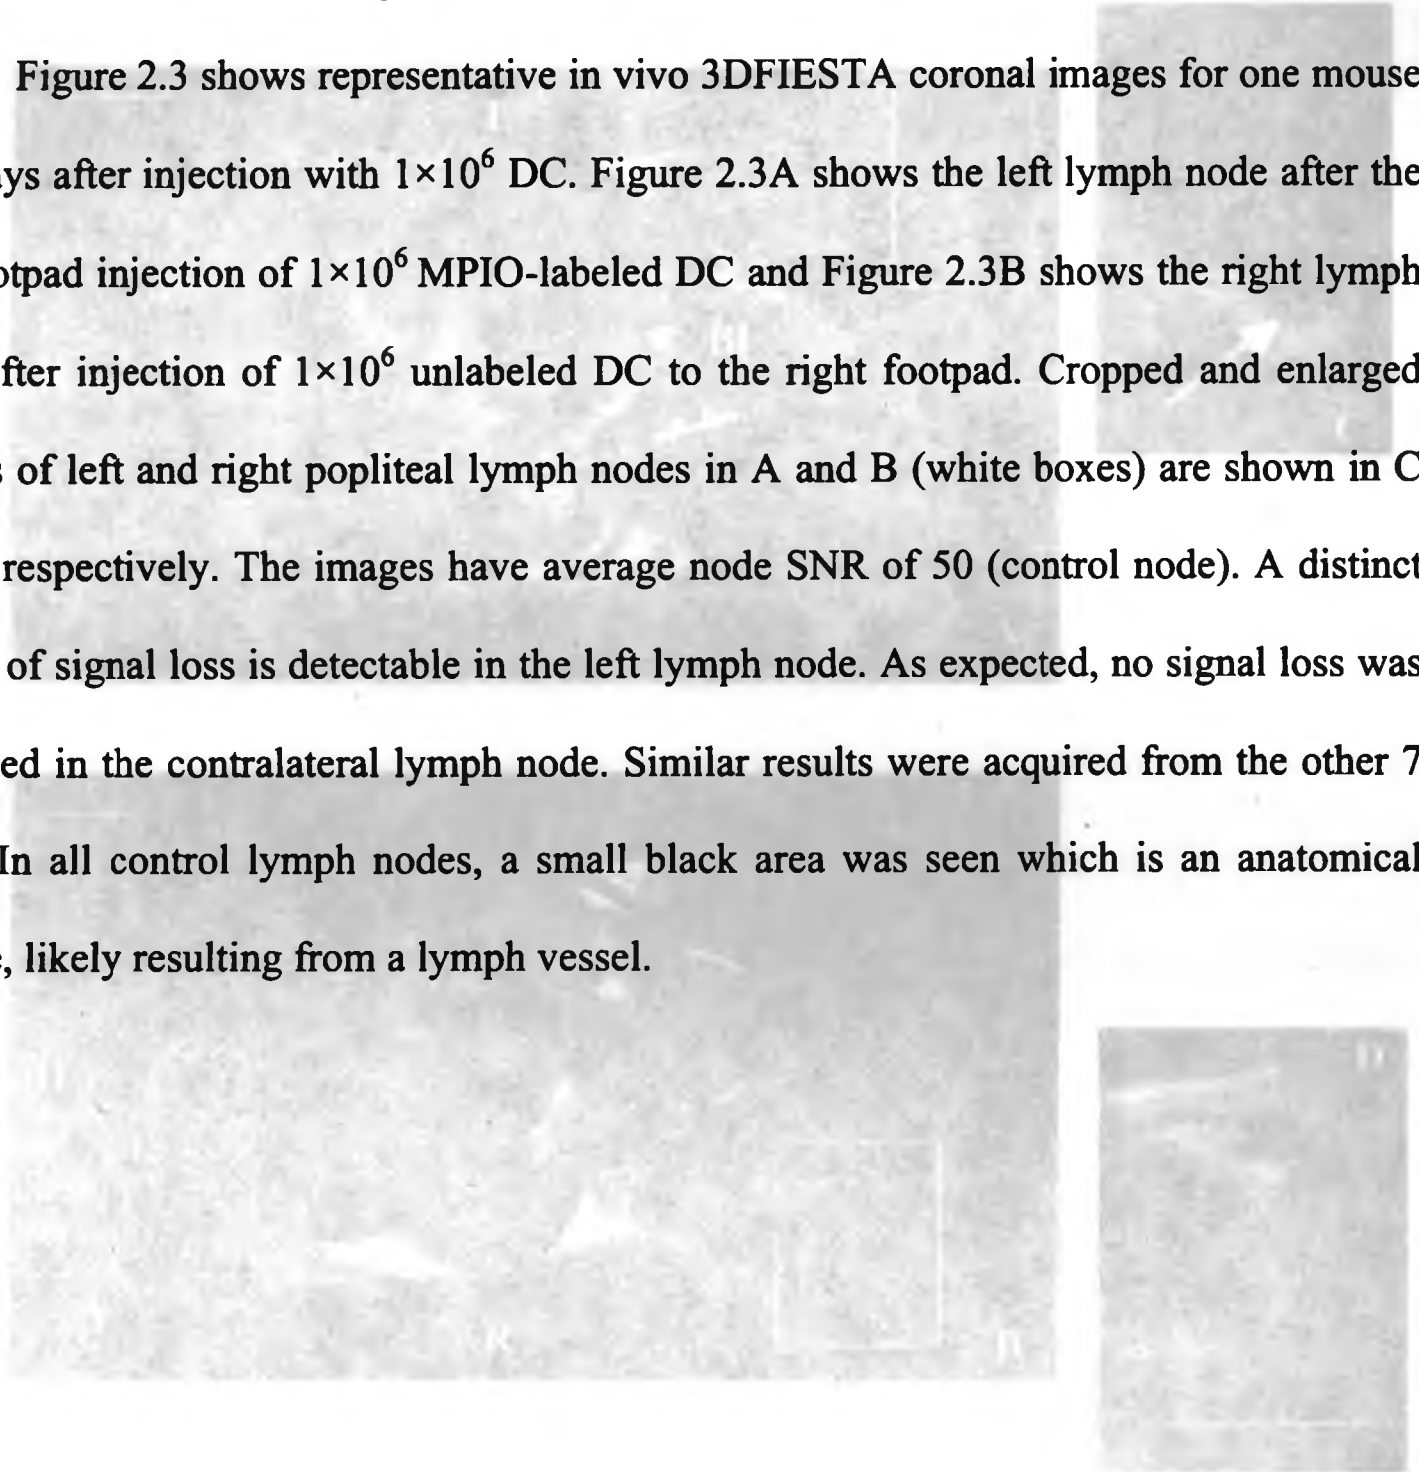 Figure 2.3 shows representative in vivo 3DFIESTA coronal images for one mouse
ys after injection with 1×10⁶ DC. Figure 2.3A shows the left lymph node after the
otpad injection of 1×10⁶ MPIO-labeled DC and Figure 2.3B shows the right lymph
fter injection of 1×10⁶ unlabeled DC to the right footpad. Cropped and enlarged
s of left and right popliteal lymph nodes in A and B (white boxes) are shown in C
respectively. The images have average node SNR of 50 (control node). A distinct
of signal loss is detectable in the left lymph node. As expected, no signal loss was
ed in the contralateral lymph node. Similar results were acquired from the other 7
In all control lymph nodes, a small black area was seen which is an anatomical
, likely resulting from a lymph vessel.